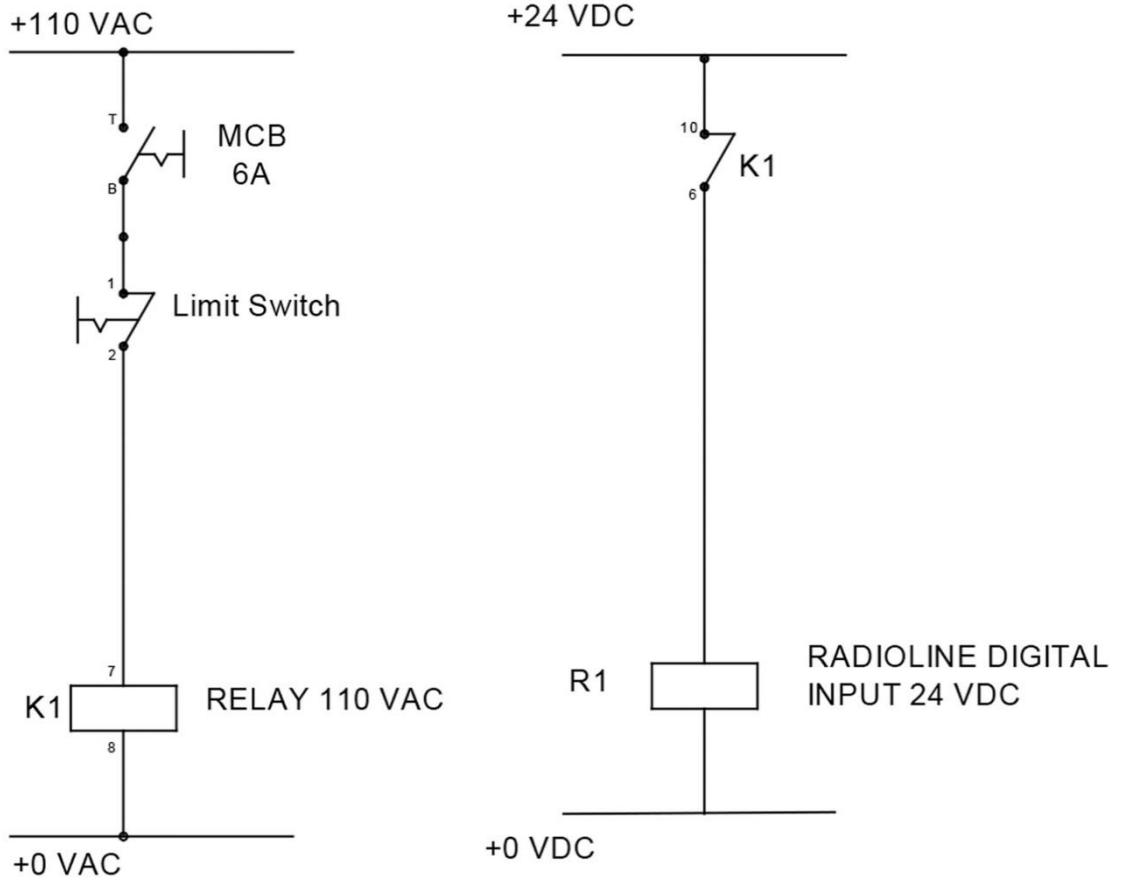 +110 VAC
T
MCB
6A
B
1
Limit Switch
2
7
K1
RELAY 110 VAC
8
+0 VAC
+24 VDC
10
K1
6
R1
RADIOLINE DIGITAL
INPUT 24 VDC
+0 VDC